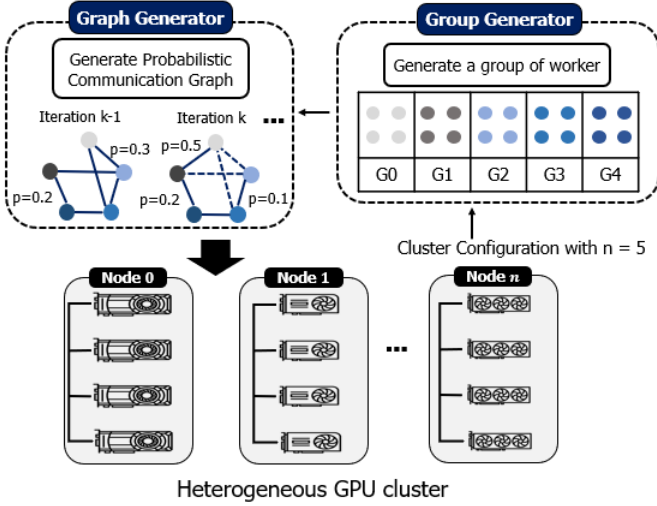 Graph Generator
Generate Probabilistic
Communication Graph
Iteration k-1
Iteration k
...
p=0.3
p=0.2
p=0.5
p=0.2
p=0.1
Group Generator
Generate a group of worker
G0 G1 G2 G3 G4
Cluster Configuration with n = 5
Node 0
Node 1
...
Node n
Heterogeneous GPU cluster